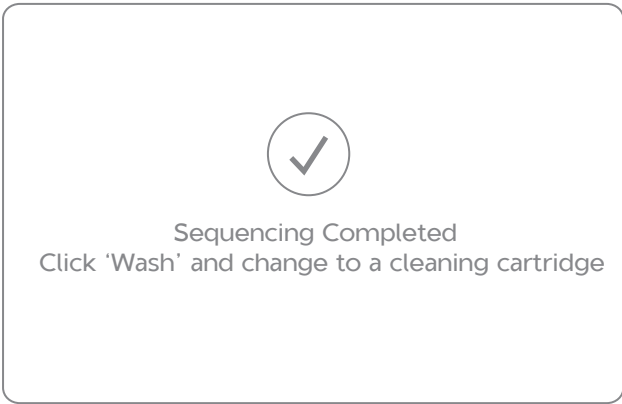 Sequencing Completed
Click ‘Wash’ and change to a cleaning cartridge